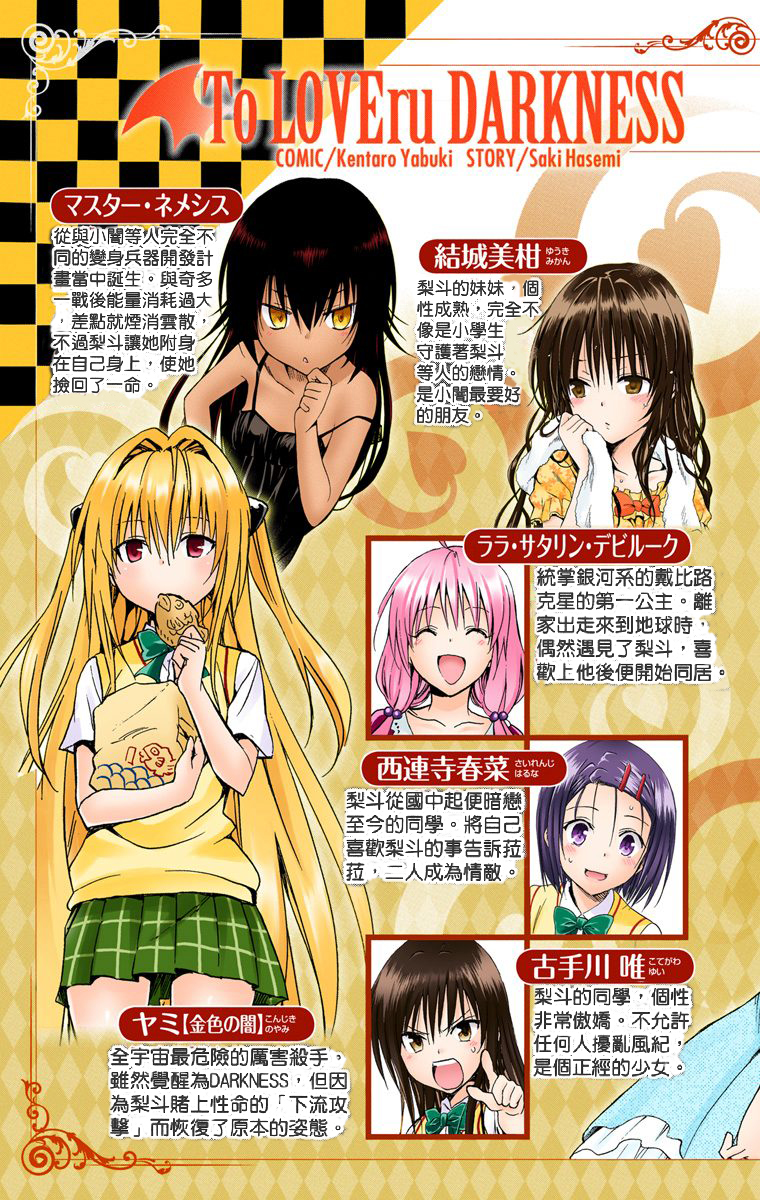 To LOVEru DARKNESS
COMIC/Kentaro Yabuki STORY/Saki Hasemi
マスター・ネメシス
從與小闇等人完全不
同的變身兵器開發計
畫當中誕生。與奇多
一戰後能量消耗過大
，差點就煙消雲散，
不過梨斗讓她附身
在自己身上，使她
撿回了一命。
結城美柑 ゆうき みかん
梨斗的妹妹，個
性成熟，完全不
像是小學生
守護著梨斗
等人的戀情。
是小闇最要好
的朋友。
ララ・サタリン・デビルーク
統掌銀河系的戴比路
克星的第一公主。離
家出走來到地球時，
偶然遇見了梨斗，喜
歡上他後便開始同居。
西連寺春菜 さいれんじ はるな
梨斗從國中起便暗戀
至今的同學。將自己
喜歡梨斗的事告訴菈
菈，二人成為情敵。
古手川 唯 こてがわ ゆい
梨斗的同學，個性
非常傲嬌。不允許
任何人擾亂風紀，
是個正經的少女。
ヤミ【金色の闇】こんじき のやみ
全宇宙最危險的厲害殺手，
雖然覺醒為DARKNESS，但因
為梨斗賭上性命的「下流攻
擊」而恢復了原本的姿態。